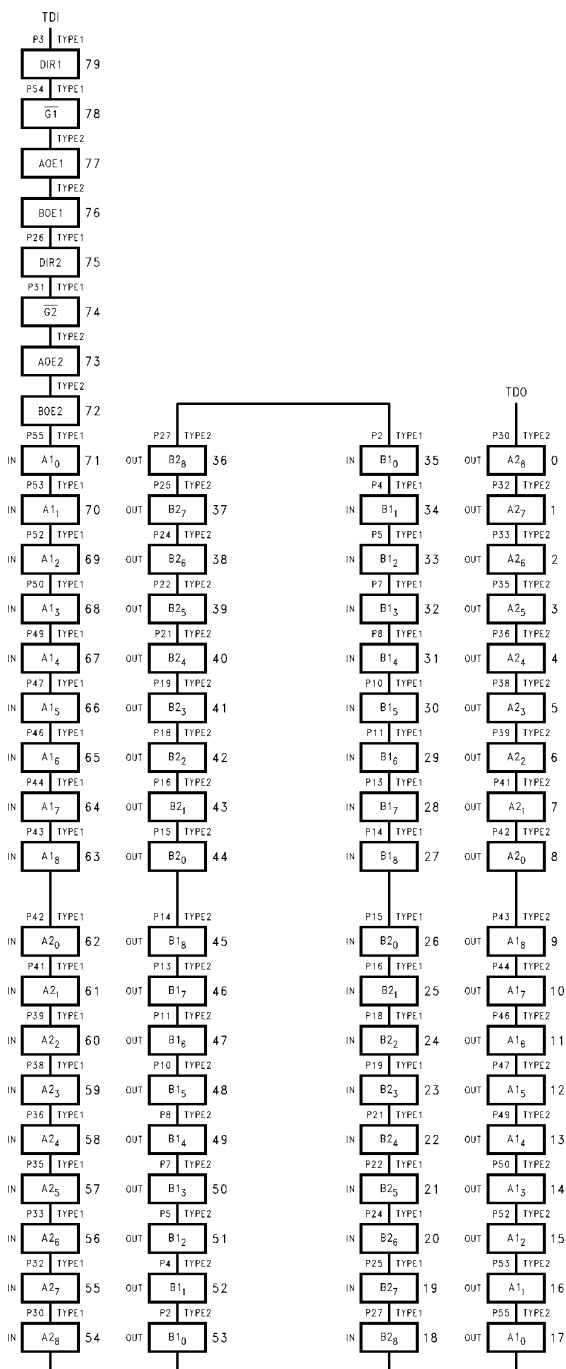 TDI
P3 TYPE1
DIR1 79
P54 TYPE1
G1 78
TYPE2
AOE1 77
TYPE2
BOE1 76
P26 TYPE1
DIR2 75
P31 TYPE1
G2 74
TYPE2
AOE2 73
TYPE2
BOE2 72
P55 TYPE1
IN A1₀ 71
P53 TYPE1
IN A1₁ 70
P52 TYPE1
IN A1₂ 69
P50 TYPE1
IN A1₃ 68
P49 TYPE1
IN A1₄ 67
P47 TYPE1
IN A1₅ 66
P46 TYPE1
IN A1₆ 65
P44 TYPE1
IN A1₇ 64
P43 TYPE1
IN A1₈ 63
P42 TYPE1
IN A2₀ 62
P41 TYPE1
IN A2₁ 61
P39 TYPE1
IN A2₂ 60
P38 TYPE1
IN A2₃ 59
P36 TYPE1
IN A2₄ 58
P35 TYPE1
IN A2₅ 57
P33 TYPE1
IN A2₆ 56
P32 TYPE1
IN A2₇ 55
P30 TYPE1
IN A2₈ 54
P27 TYPE2
OUT B2₈ 36
P25 TYPE2
OUT B2₇ 37
P24 TYPE2
OUT B2₆ 38
P22 TYPE2
OUT B2₅ 39
P21 TYPE2
OUT B2₄ 40
P19 TYPE2
OUT B2₃ 41
P18 TYPE2
OUT B2₂ 42
P16 TYPE2
OUT B2₁ 43
P15 TYPE2
OUT B2₀ 44
P14 TYPE2
OUT B1₈ 45
P13 TYPE2
OUT B1₇ 46
P11 TYPE2
OUT B1₆ 47
P10 TYPE2
OUT B1₅ 48
P8 TYPE2
OUT B1₄ 49
P7 TYPE2
OUT B1₃ 50
P5 TYPE2
OUT B1₂ 51
P4 TYPE2
OUT B1₁ 52
P2 TYPE2
OUT B1₀ 53
P2 TYPE1
IN B1₀ 35
P4 TYPE1
IN B1₁ 34
P5 TYPE1
IN B1₂ 33
P7 TYPE1
IN B1₃ 32
P8 TYPE1
IN B1₄ 31
P10 TYPE1
IN B1₅ 30
P11 TYPE1
IN B1₆ 29
P13 TYPE1
IN B1₇ 28
P14 TYPE1
IN B1₈ 27
P15 TYPE1
IN B2₀ 26
P16 TYPE1
IN B2₁ 25
P18 TYPE1
IN B2₂ 24
P19 TYPE1
IN B2₃ 23
P21 TYPE1
IN B2₄ 22
P22 TYPE1
IN B2₅ 21
P24 TYPE1
IN B2₆ 20
P25 TYPE1
IN B2₇ 19
P27 TYPE1
IN B2₈ 18
TDO
P30 TYPE2
OUT A2₈ 0
P32 TYPE2
OUT A2₇ 1
P33 TYPE2
OUT A2₆ 2
P35 TYPE2
OUT A2₅ 3
P36 TYPE2
OUT A2₄ 4
P38 TYPE2
OUT A2₃ 5
P39 TYPE2
OUT A2₂ 6
P41 TYPE2
OUT A2₁ 7
P42 TYPE2
OUT A2₀ 8
P43 TYPE2
OUT A1₈ 9
P44 TYPE2
OUT A1₇ 10
P46 TYPE2
OUT A1₆ 11
P47 TYPE2
OUT A1₅ 12
P49 TYPE2
OUT A1₄ 13
P50 TYPE2
OUT A1₃ 14
P52 TYPE2
OUT A1₂ 15
P53 TYPE2
OUT A1₁ 16
P55 TYPE2
OUT A1₀ 17